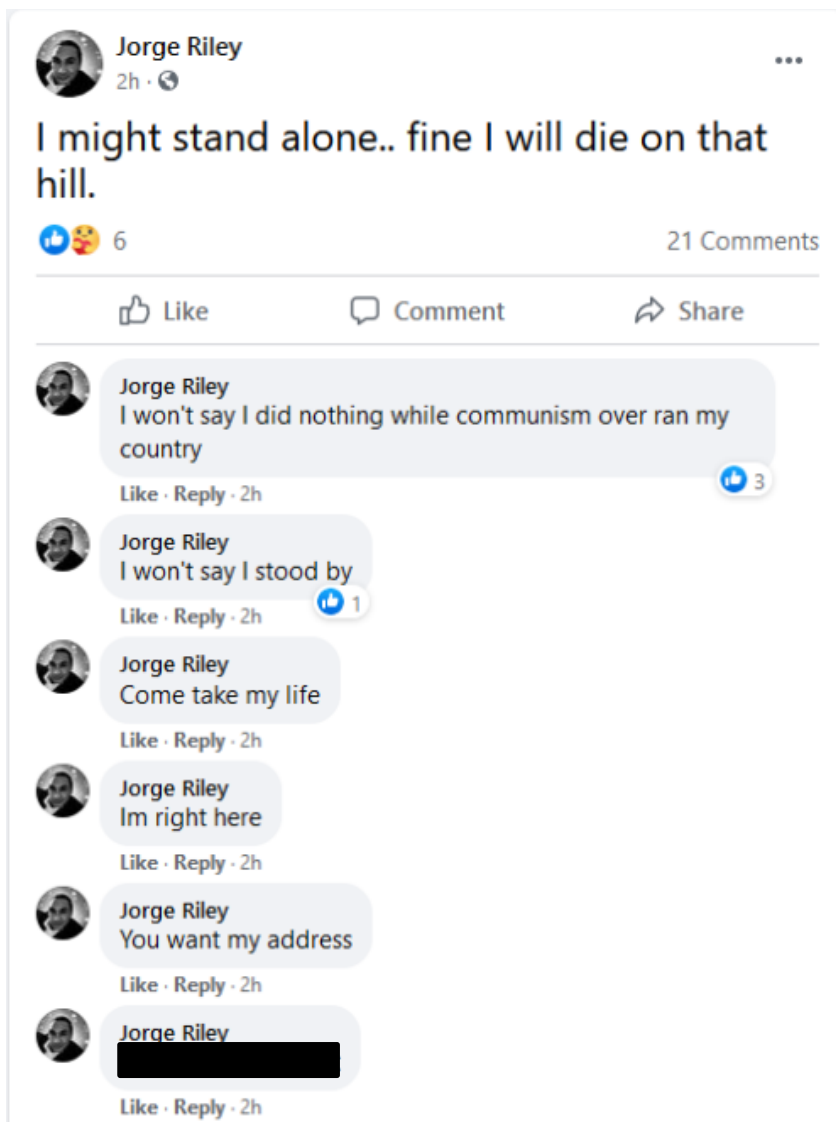 Jorge Riley
2h ·
I might stand alone.. fine I will die on that
hill.
6
21 Comments
Like
Comment
Share
Jorge Riley
I won't say I did nothing while communism over ran my
country
3
Like · Reply · 2h
Jorge Riley
I won't say I stood by
1
Like · Reply · 2h
Jorge Riley
Come take my life
Like · Reply · 2h
Jorge Riley
Im right here
Like · Reply · 2h
Jorge Riley
You want my address
Like · Reply · 2h
Jorge Riley
Like · Reply · 2h